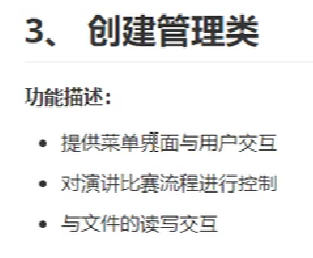 3、 创建管理类
功能描述：
• 提供菜单界面与用户交互
• 对演讲比赛流程进行控制
• 与文件的读写交互